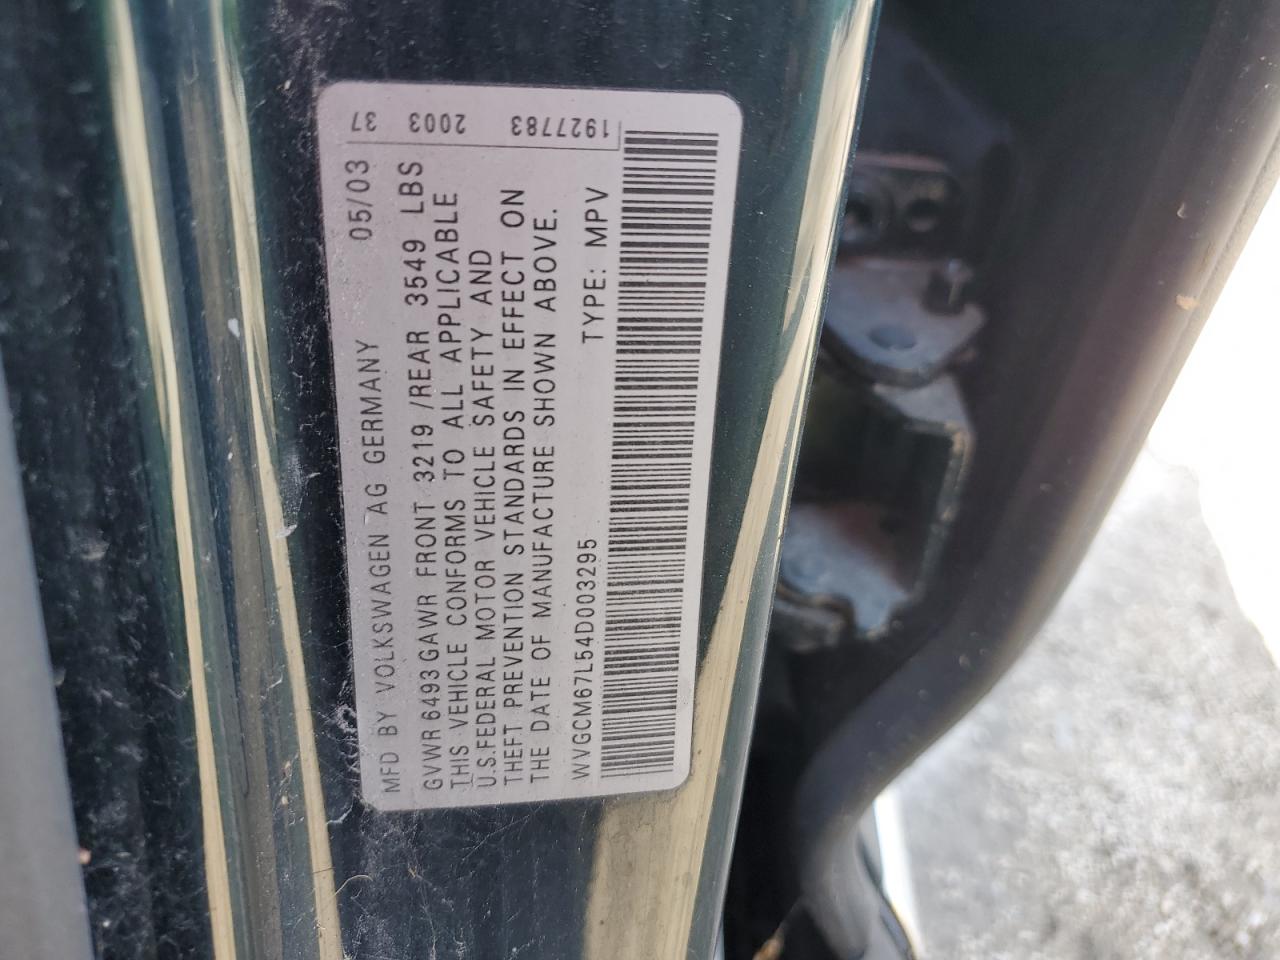 MFD BY VOLKSWAGEN AG GERMANY 05/03
GVWR 6493 GAWR FRONT 3219 /REAR 3549 LBS
THIS VEHICLE CONFORMS TO ALL APPLICABLE
U.S.FEDERAL MOTOR VEHICLE SAFETY AND
THEFT PREVENTION STANDARDS IN EFFECT ON
THE DATE OF MANUFACTURE SHOWN ABOVE.
WVGCM67L54D003295 TYPE: MPV
37 2003 1927783